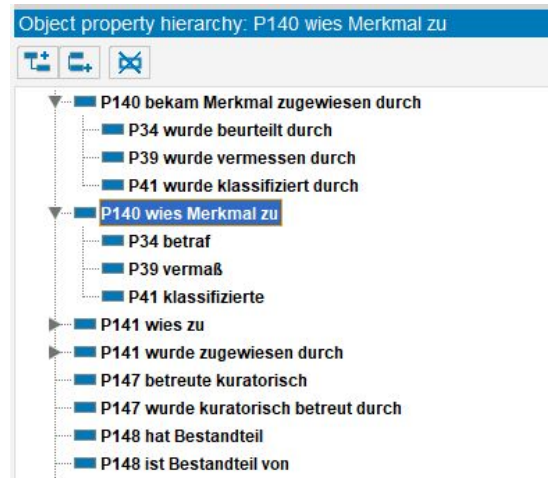 Object property hierarchy: P140 wies Merkmal zu
P140 bekam Merkmal zugewiesen durch
P34 wurde beurteilt durch
P39 wurde vermessen durch
P41 wurde klassifiziert durch
P140 wies Merkmal zu
P34 betraf
P39 vermaß
P41 klassifizierte
P141 wies zu
P141 wurde zugewiesen durch
P147 betreute kuratorisch
P147 wurde kuratorisch betreut durch
P148 hat Bestandteil
P148 ist Bestandteil von